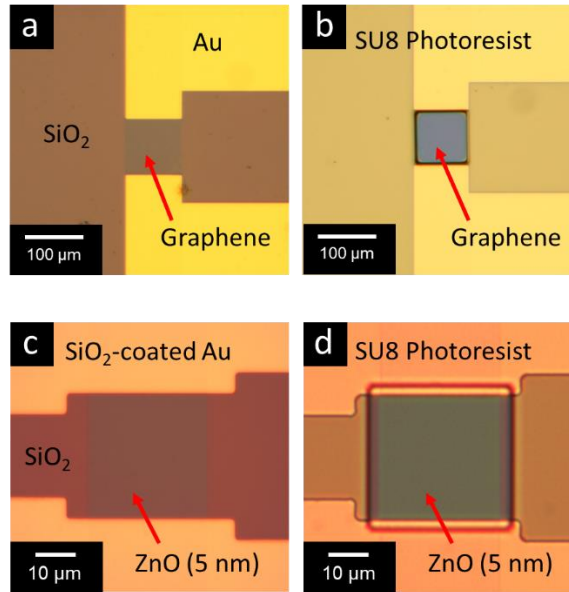 a
Au
SiO₂
Graphene
100 µm
b
SU8 Photoresist
Graphene
100 µm
c
SiO₂-coated Au
SiO₂
ZnO (5 nm)
10 µm
d
SU8 Photoresist
ZnO (5 nm)
10 µm